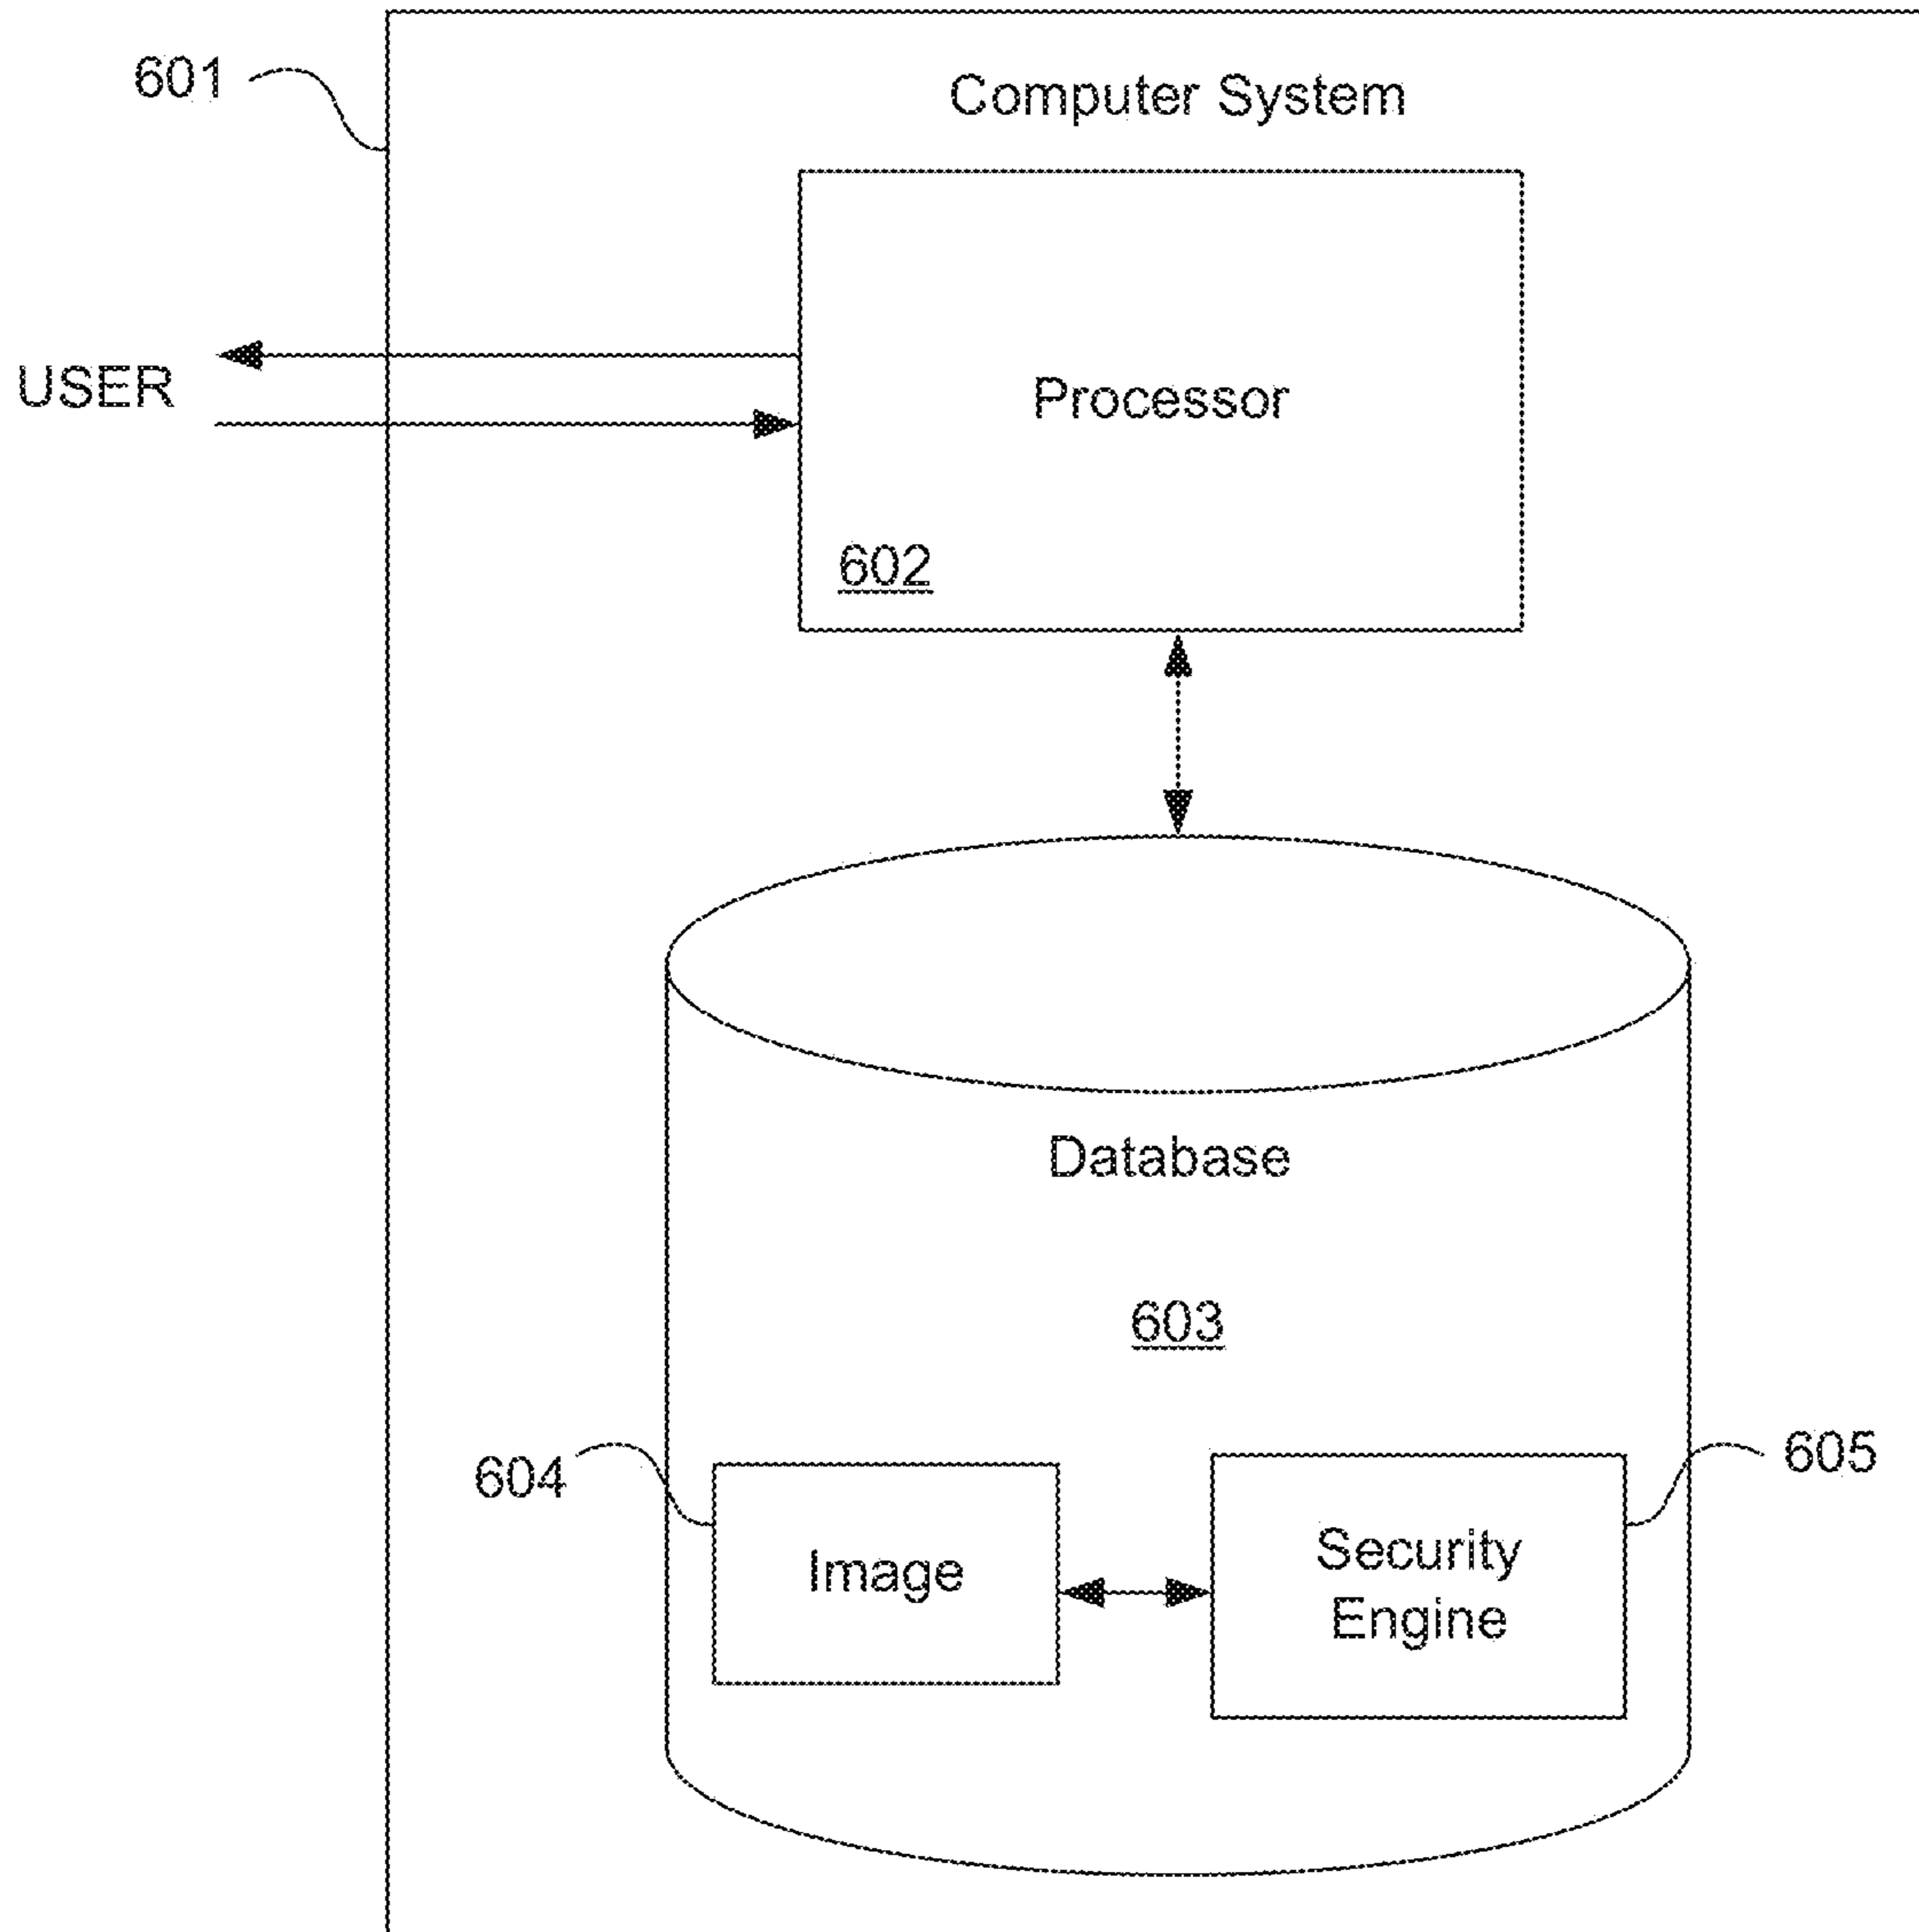 601
Computer System
USER
Processor
602
Database
603
604
Image
Security
Engine
605